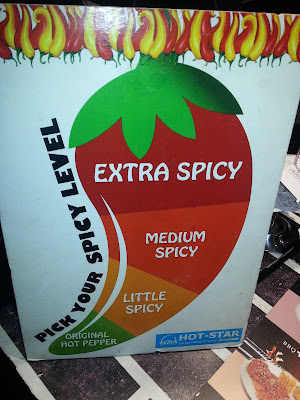 PICK YOUR SPICY LEVEL
EXTRA SPICY
MEDIUM
SPICY
LITTLE
SPICY
ORIGINAL
HOT PEPPER
HOT-STAR